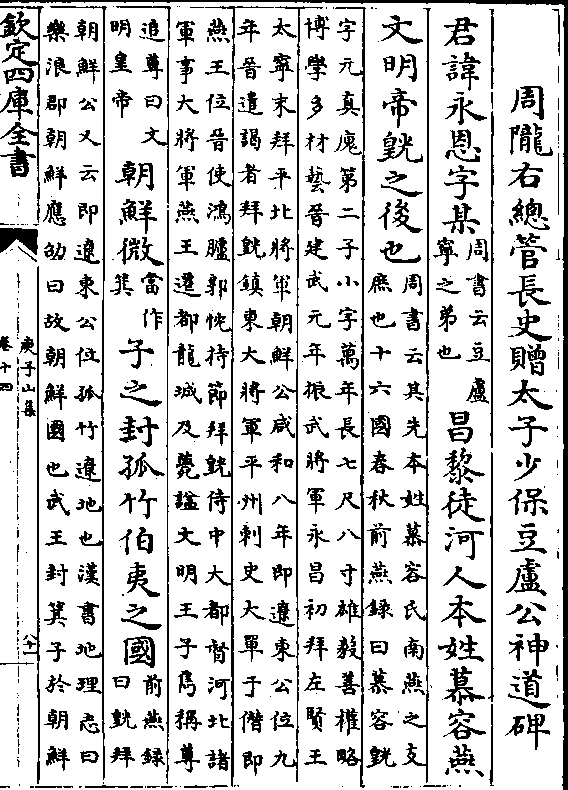 周隴右總管長史贈太子少保豆盧公神道碑
君諱永恩字某
周書云豆盧
寧之弟也
昌黎徒河人本姓慕容燕
文明帝皝之後也
周書云其先本姓慕容氏南燕之支
庶也十六國春秋前燕録曰慕容皝
字元真廆第二子小字萬年長七尺八寸雄毅善權略
博學多材藝晉建武元年振武將軍永昌初拜左賢王
太寧末拜平北將軍朝鮮公咸和八年即遼東公位九
年晉遣謁者拜皝鎮東大將軍平州刺史大單于僭即
燕王位晉使鴻臚郭悕持節拜皝侍中大都督河北諸
軍事大將軍燕王遷都龍城及薨諡文明王子雋稱尊
追尊曰文
明皇帝
朝鮮微
當作
箕
子之封孤竹伯夷之國
前燕録
曰皝拜
朝鮮公又云即遼東公位孤竹遼地也漢書地理志曰
樂浪郡朝鮮應劭曰故朝鮮國也武王封箕子於朝鮮
欽定四庫全書
庾子山集
卷十四
八十